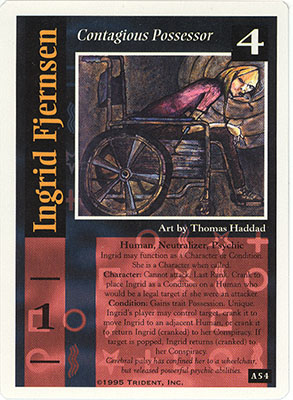 Ingrid Fjernsen
Contagious Possessor
4
Art by Thomas Haddad
Human, Neutralizer, Psychic
Ingrid may function as a Character or Condition.
She is a Character when called.
Character: Cannot attack. Last Rank. Crank to
place Ingrid as a Condition on a Human who
would be a legal target if she were an attacker.
Condition: Gains trait Possession. Unique.
Ingrid's player may control target, crank it to
move Ingrid to an adjacent Human, or crank it
to return Ingrid (cranked) to her Conspiracy. If
target is popped, Ingrid returns (cranked) to
her Conspiracy.
Cerebral palsy has confined her to a wheelchair,
but released powerful psychic abilities.
1
©1995 TRIDENT, INC.
A54